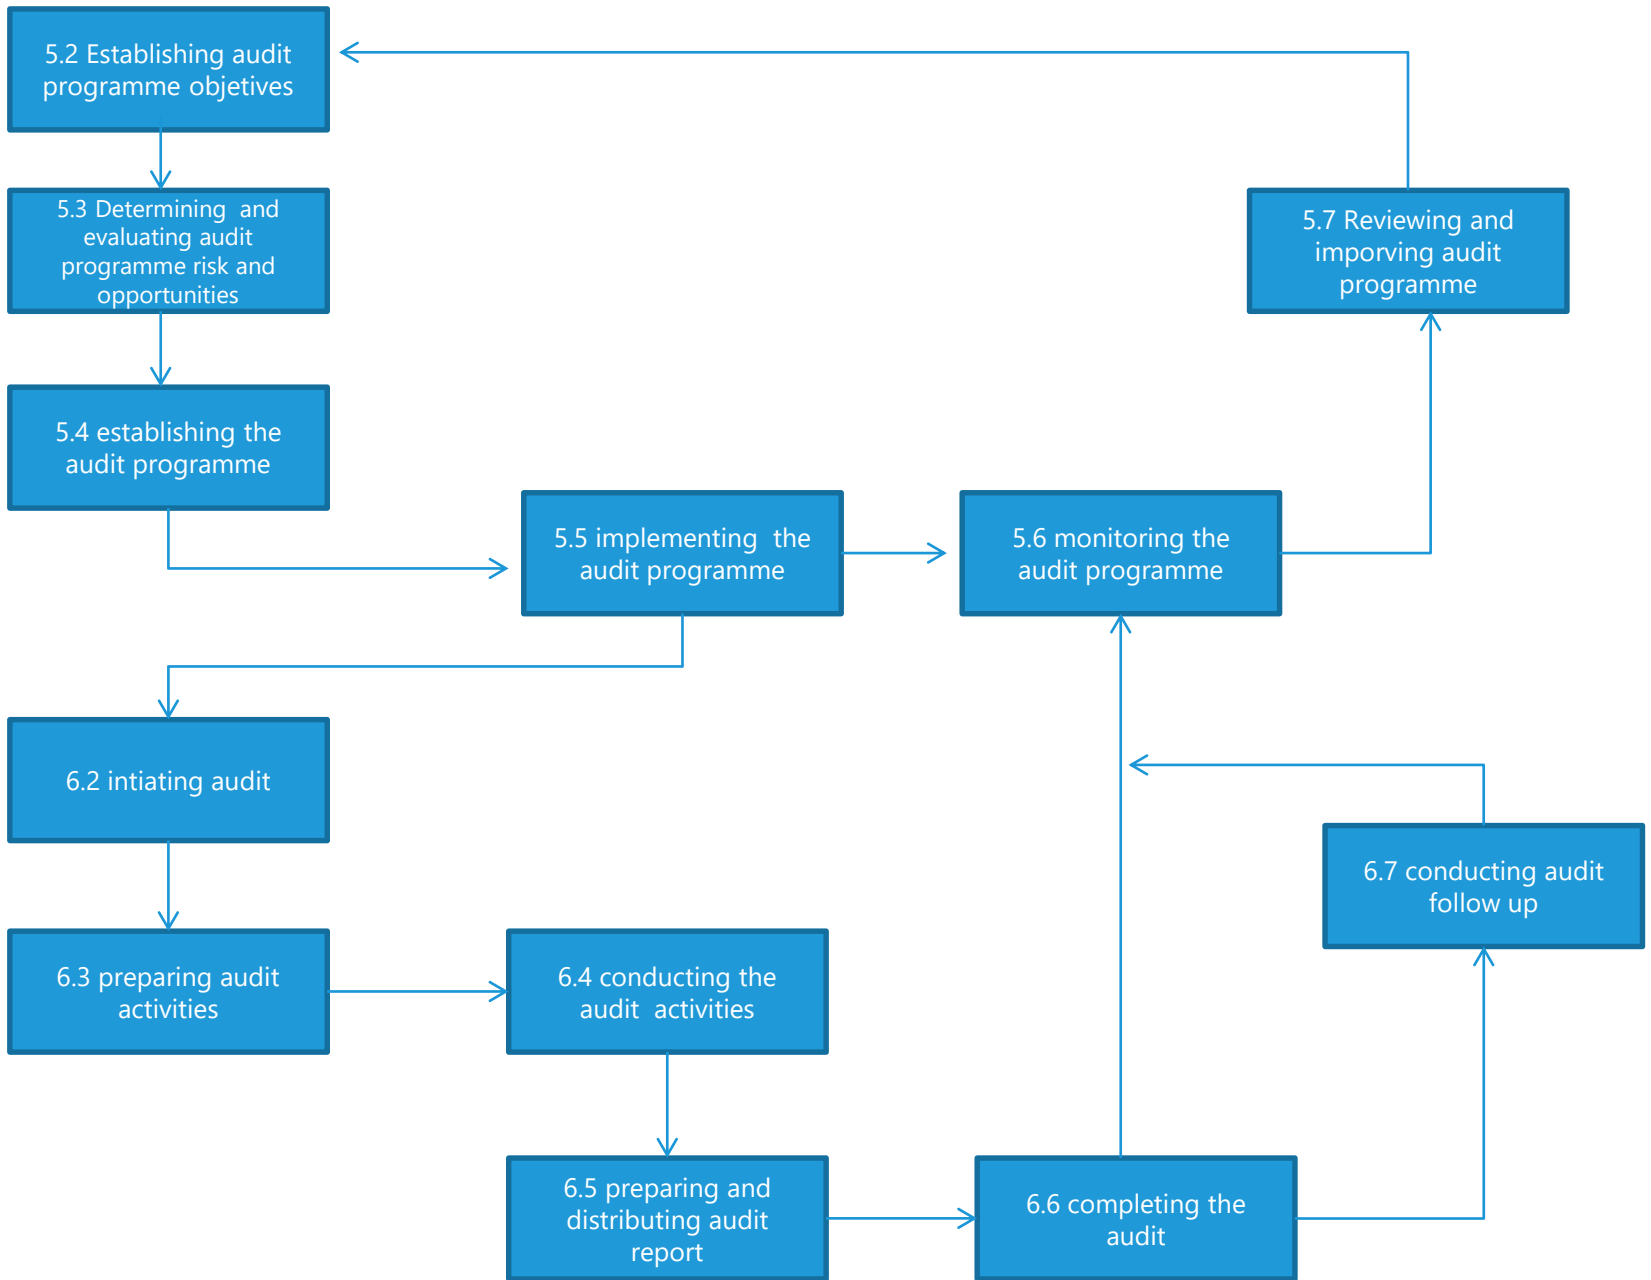 5.2 Establishing audit
programme objetives
5.3 Determining and
evaluating audit
programme risk and
opportunities
5.7 Reviewing and
imporving audit
programme
5.4 establishing the
audit programme
5.5 implementing the
audit programme
5.6 monitoring the
audit programme
6.2 intiating audit
6.7 conducting audit
follow up
6.3 preparing audit
activities
6.4 conducting the
audit activities
6.5 preparing and
distributing audit
report
6.6 completing the
audit